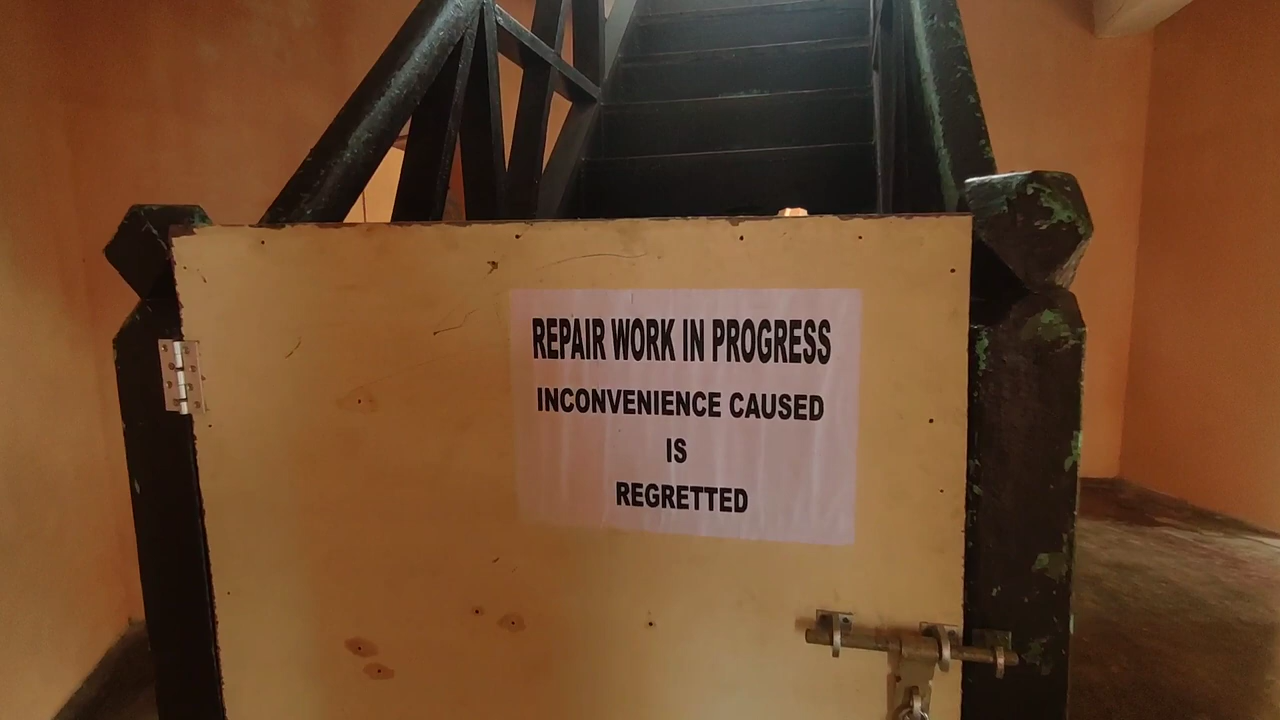 REPAIR WORK IN PROGRESS
INCONVENIENCE CAUSED
IS
REGRETTED